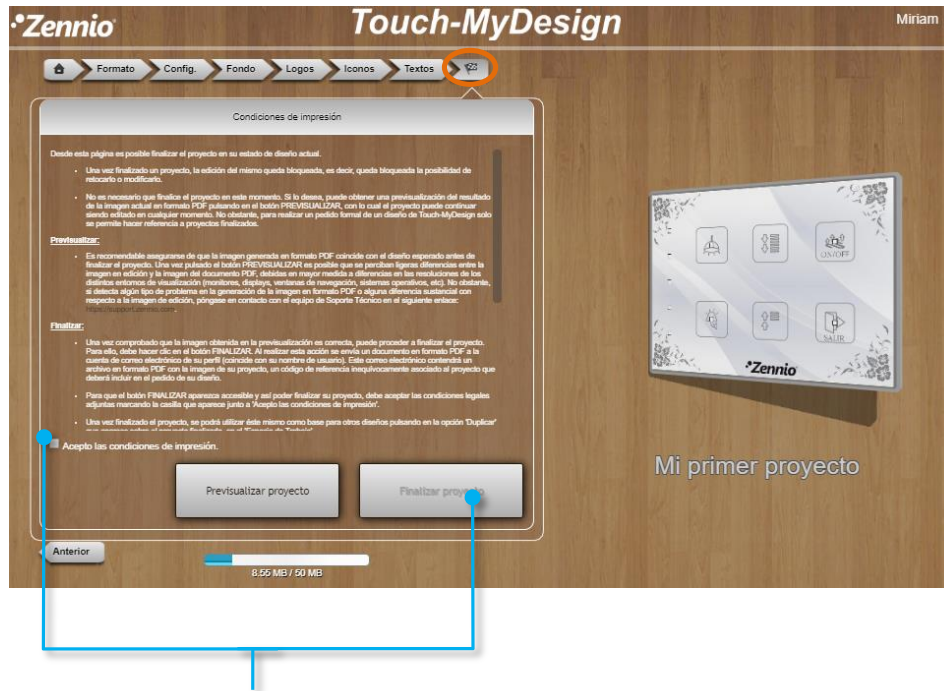 Zennio
Touch-MyDesign
Miriam
Formato
Config.
Fondo
Logos
Iconos
Textos
Condiciones de impresión
Desde esta página es posible finalizar el proyecto en su estado de diseño actual.
• Una vez finalizado un proyecto, la edición del mismo queda bloqueada, es decir, queda bloqueada la posibilidad de
retocarlo o modificarlo.
• No es necesario que finalice el proyecto en este momento. Si lo desea, puede obtener una previsualización del resultado
de la imagen actual en formato PDF pulsando en el botón PREVISUALIZAR, con lo cual el proyecto puede continuar
siendo editado en cualquier momento. No obstante, para realizar un pedido formal de un diseño de Touch-MyDesign solo
se permite hacer referencia a proyectos finalizados.
Previsualizar:
• Es recomendable asegurarse de que la imagen generada en formato PDF coincide con el diseño esperado antes de
finalizar el proyecto. Una vez pulsado el botón PREVISUALIZAR es posible que se perciban ligeras diferencias entre la
imagen en edición y la imagen del documento PDF, debidas en mayor medida a diferencias en las resoluciones de los
distintos entornos de visualización (monitores, displays, ventanas de navegación, sistemas operativos, etc). No obstante,
si detecta algún tipo de problema en la generación de la imagen en formato PDF o alguna diferencia sustancial con
respecto a la imagen de edición, póngase en contacto con el equipo de Soporte Técnico en el siguiente enlace:
https://support.zennio.com.
Finalizar:
• Una vez comprobado que la imagen obtenida en la previsualización es correcta, puede proceder a finalizar el proyecto.
Para ello, debe hacer clic en el botón FINALIZAR. Al realizar esta acción se envía un documento en formato PDF a la
cuenta de correo electrónico de su perfil (coincide con su nombre de usuario). Este correo electrónico contendrá un
archivo en formato PDF con la imagen de su proyecto, un código de referencia inequívocamente asociado al proyecto que
deberá incluir en el pedido de su diseño.
• Para que el botón FINALIZAR aparezca accesible y así poder finalizar su proyecto, debe aceptar las condiciones legales
adjuntas marcando la casilla que aparece junto a 'Acepto las condiciones de impresión'.
• Una vez finalizado el proyecto, se podrá utilizar éste mismo como base para otros diseños pulsando en la opción 'Duplicar'
Acepto las condiciones de impresión.
Previsualizar proyecto
Finalizar proyecto
Anterior
8.55 MB / 50 MB
ON/OFF
SALIR
Zennio
Mi primer proyecto